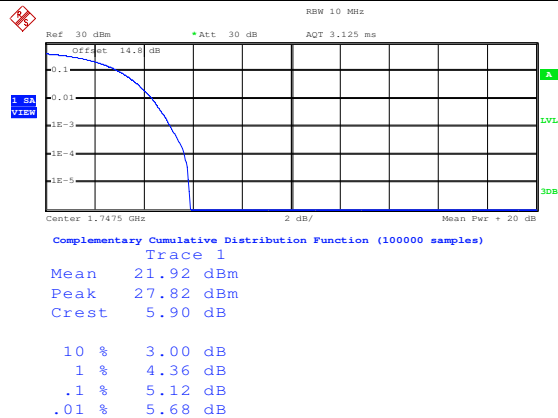 RBW 10 MHz
Ref 30 dBm *Att 30 dB AQT 3.125 ms
Offset 14.8 dB
0.1
A
0.01
1 SA
VIEW
1E-3
LVL
1E-4
1E-5
3DB
Center 1.7475 GHz 2 dB/ Mean Pwr + 20 dB
Complementary Cumulative Distribution Function (100000 samples)
Trace 1
Mean 21.92 dBm
Peak 27.82 dBm
Crest 5.90 dB
10 % 3.00 dB
1 % 4.36 dB
.1 % 5.12 dB
.01 % 5.68 dB